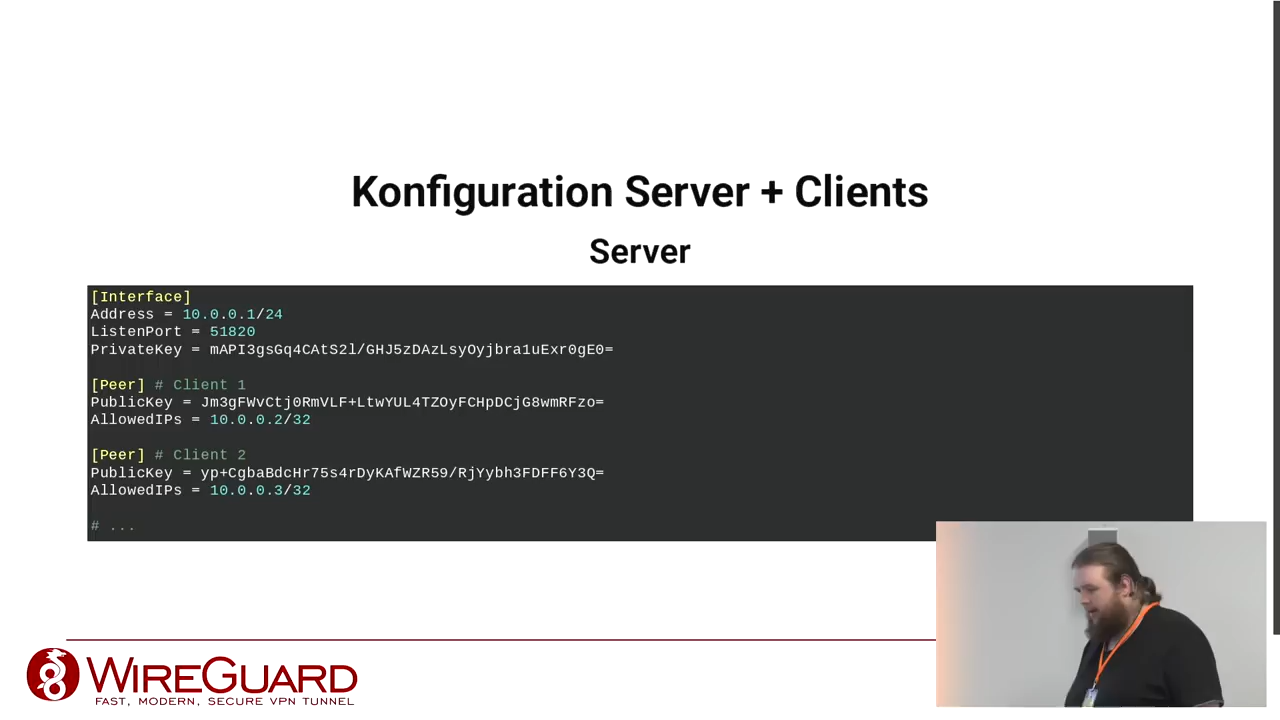 Konfiguration Server + Clients
Server
[Interface]
Address = 10.0.0.1/24
ListenPort = 51820
PrivateKey = mAPI3gsGq4CAtS2l/GHJ5zDAzLsyOyjbra1uExr0gE0=
[Peer] # Client 1
PublicKey = Jm3gFWvCtj0RmVLF+LtwYUL4TZOyFCHpDCjG8wmRFzo=
AllowedIPs = 10.0.0.2/32
[Peer] # Client 2
PublicKey = yp+CgbaBdcHr75s4rDyKAfWZR59/RjYybh3FDFF6Y3Q=
AllowedIPs = 10.0.0.3/32
# ...
WIREGUARD
FAST, MODERN, SECURE VPN TUNNEL